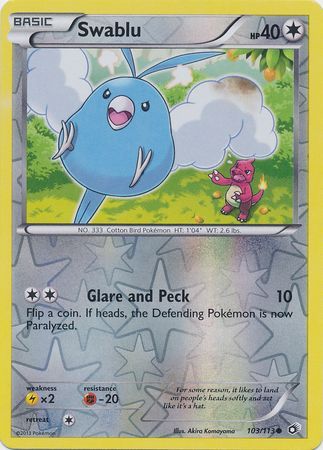 BASIC
Swablu
HP40
NO. 333 Cotton Bird Pokémon HT: 1'04" WT: 2.6 lbs.
Glare and Peck 10
Flip a coin. If heads, the Defending Pokémon is now
Paralyzed.
weakness resistance
×2 -20
For some reason, it likes to land
on people's heads softly and act
like it's a hat.
retreat
©2013 Pokémon
Illus. Akira Komayama
103/113